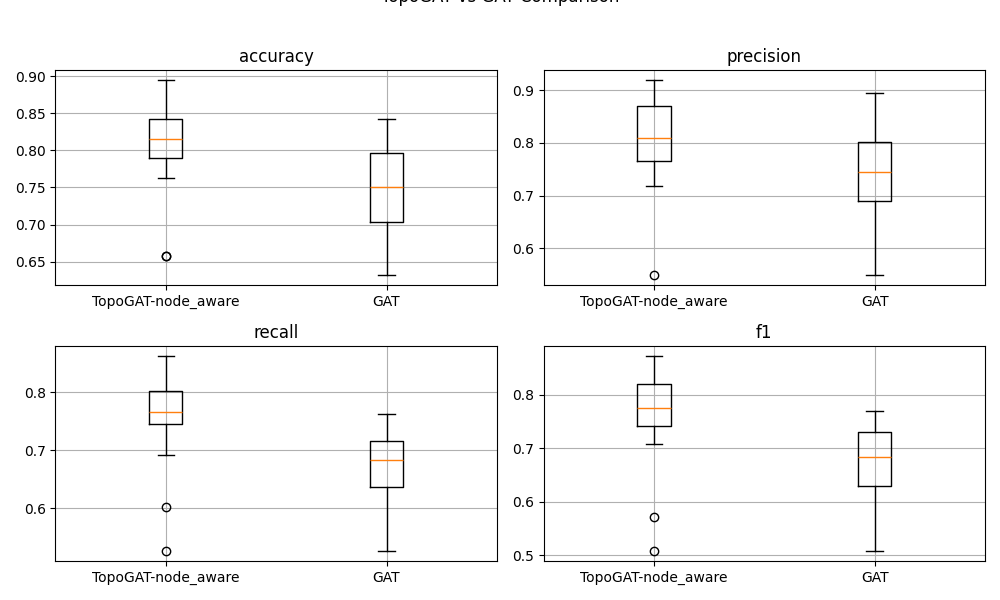 TopoGAT vs GAT Comparison
accuracy
0.90
0.85
0.80
0.75
0.70
0.65
TopoGAT-node_aware GAT
precision
0.9
0.8
0.7
0.6
TopoGAT-node_aware GAT
recall
0.8
0.7
0.6
TopoGAT-node_aware GAT
f1
0.8
0.7
0.6
0.5
TopoGAT-node_aware GAT